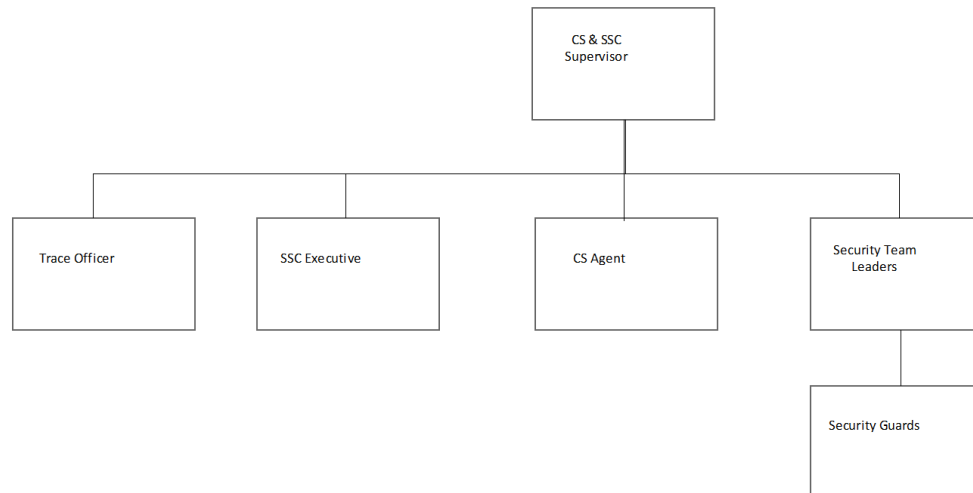 CS & SSC
Supervisor
Trace Officer
SSC Executive
CS Agent
Security Team
Leaders
Security Guards